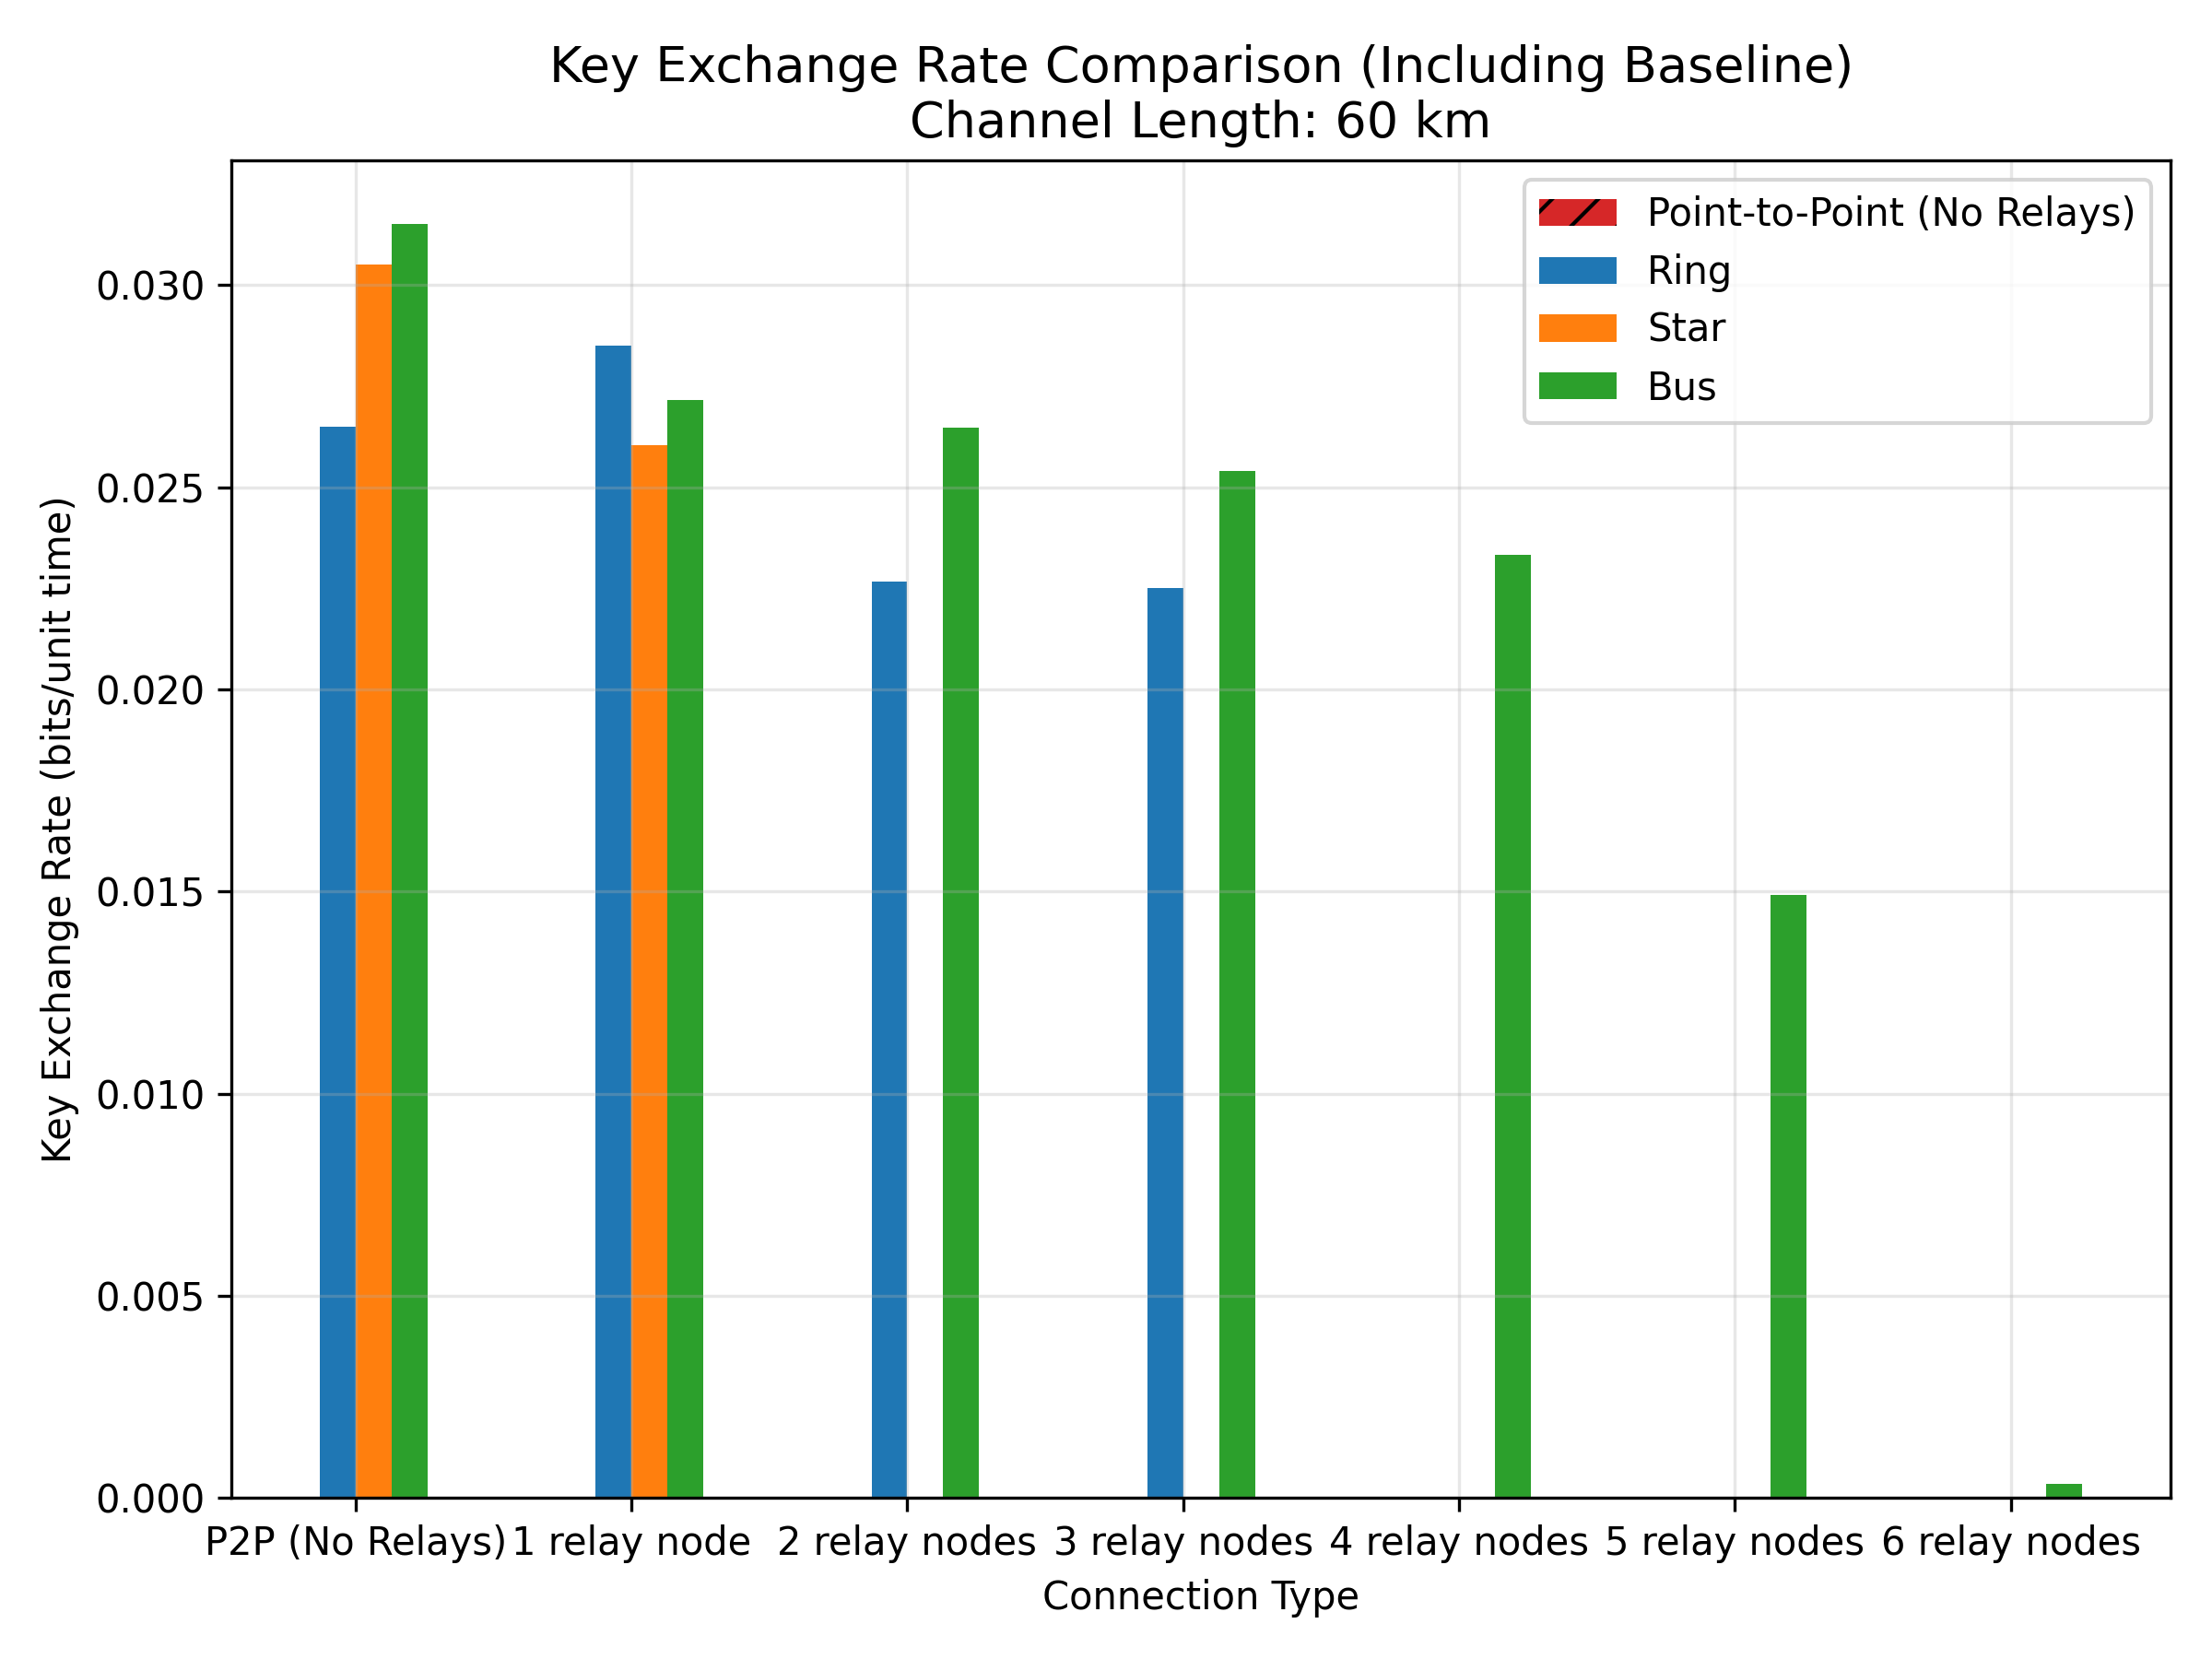 Key Exchange Rate Comparison (Including Baseline)
Channel Length: 60 km
Point-to-Point (No Relays)
Ring
Star
Bus
Key Exchange Rate (bits/unit time)
0.030
0.025
0.020
0.015
0.010
0.005
0.000
P2P (No Relays) 1 relay node 2 relay nodes 3 relay nodes 4 relay nodes 5 relay nodes 6 relay nodes
Connection Type